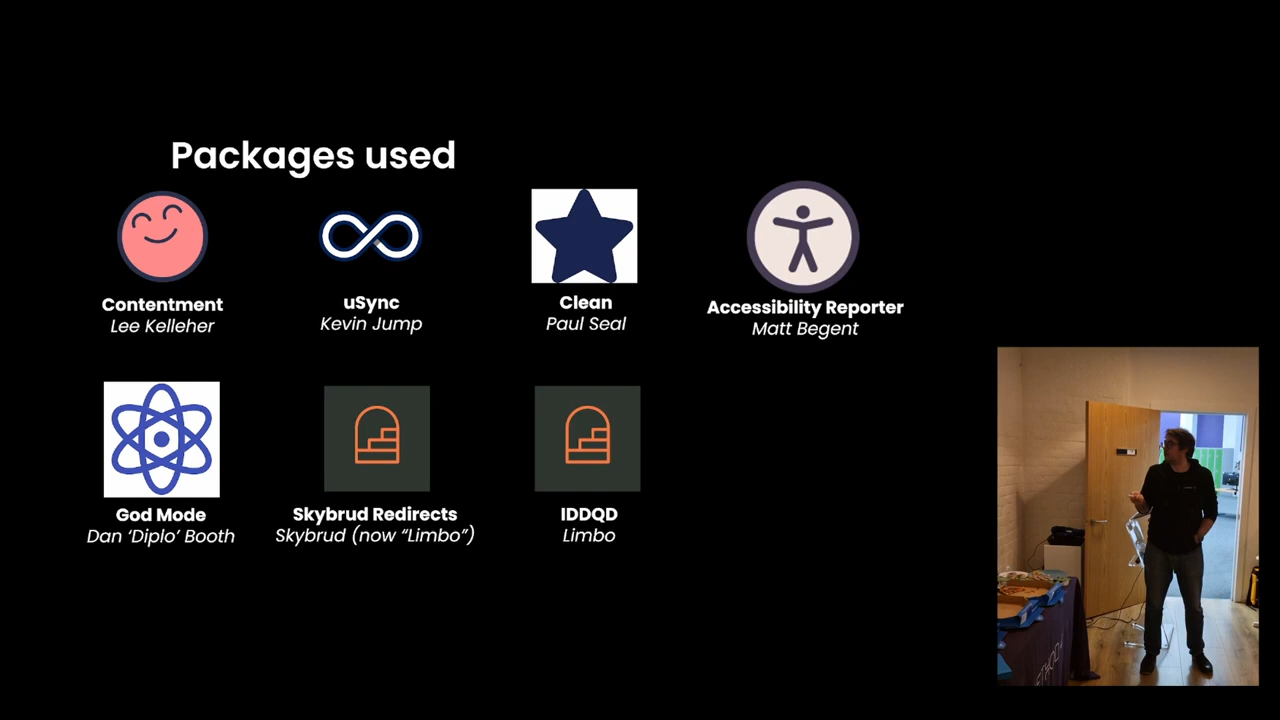 Packages used
Contentment
Lee Kelleher
uSync
Kevin Jump
Clean
Paul Seal
Accessibility Reporter
Matt Begent
God Mode
Dan ‘Diplo’ Booth
Skybrud Redirects
Skybrud (now “Limbo”)
IDDQD
Limbo